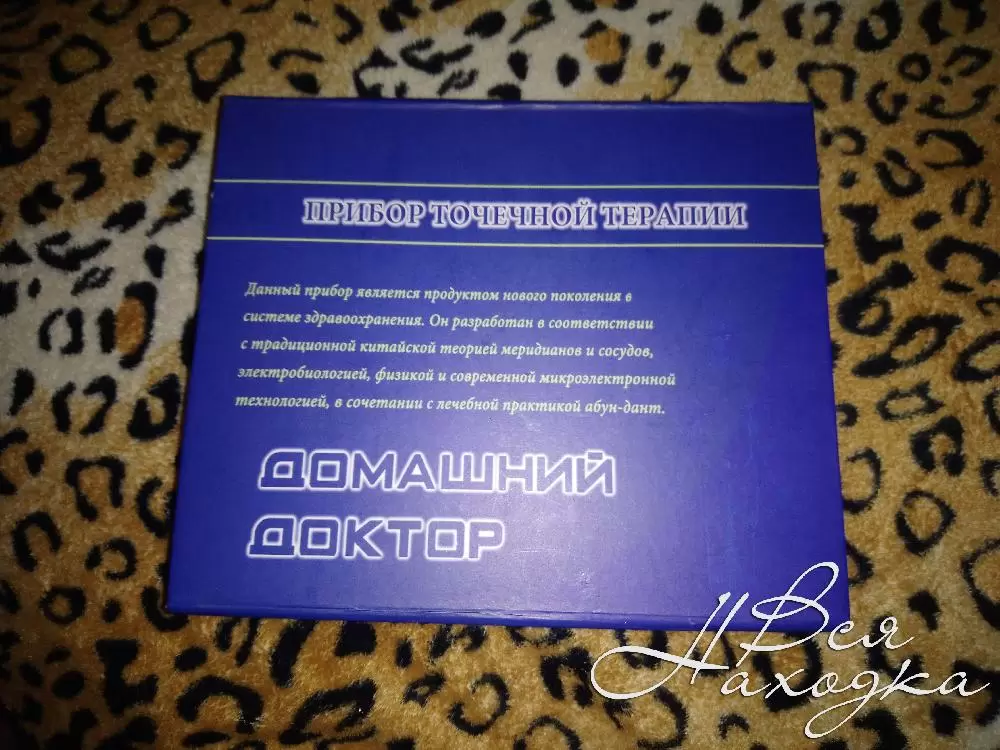 ПРИБОР ТОЧЕЧНОЙ ТЕРАПИИ
Данный прибор является продуктом нового поколения в
системе здравоохранения. Он разработан в соответствии
с традиционной китайской теорией меридианов и сосудов,
электробиологией, физикой и современной микроэлектронной
технологией, в сочетании с лечебной практикой абун-дант.
ДОМАШНИЙ
ДОКТОР
Вся
Находка